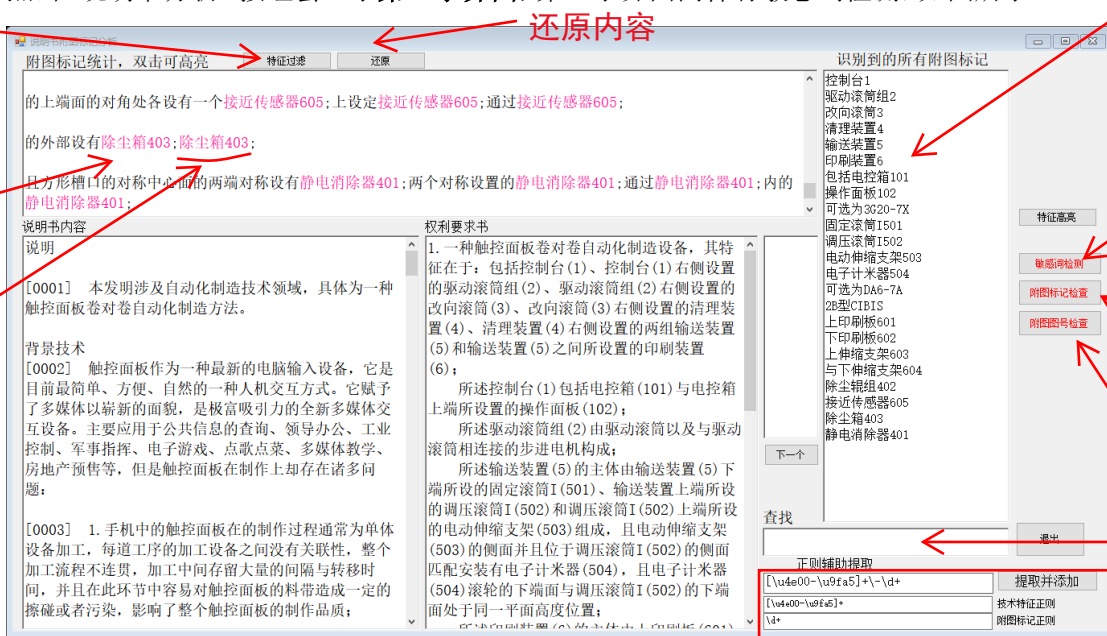 还原内容
说明书附图标记分析
附图标记统计，双击可高亮
特征过滤
还原
识别到的所有附图标记
的上端面的对角处各设有一个接近传感器605;上设定接近传感器605;通过接近传感器605;
的外部设有除尘箱403;除尘箱403;
且方形槽口的对称中心面的两端对称设有静电消除器401;两个对称设置的静电消除器401;通过静电消除器401;内的
静电消除器401;
控制台1
驱动滚筒组2
改向滚筒3
清理装置4
输送装置5
印刷装置6
包括电控箱101
操作面板102
可选为3G20-7X
固定滚筒I501
调压滚筒I502
电动伸缩支架503
电子计米器504
可选为DA6-7A
2B型CIBIS
上印刷板601
下印刷板602
上伸缩支架603
与下伸缩支架604
除尘辊组402
接近传感器605
除尘箱403
静电消除器401
特征高亮
敏感词检测
附图标记检查
附图图号检查
说明书内容
说明
[0001] 本发明涉及自动化制造技术领域，具体为一种
触控面板卷对卷自动化制造方法。
背景技术
[0002] 触控面板作为一种最新的电脑输入设备，它是
目前最简单、方便、自然的一种人机交互方式。它赋予
了多媒体以崭新的面貌，是极富吸引力的全新多媒体交
互设备。主要应用于公共信息的查询、领导办公、工业
控制、军事指挥、电子游戏、点歌点菜、多媒体教学、
房地产预售等，但是触控面板在制作上却存在诸多问
题：
[0003] 1.手机中的触控面板在的制作过程通常为单体
设备加工，每道工序的加工设备之间没有关联性，整个
加工流程不连贯，加工中间存留大量的间隔与转移时
间，并且在此环节中容易对触控面板的料带造成一定的
擦碰或者污染，影响了整个触控面板的制作品质；
权利要求书
1.一种触控面板卷对卷自动化制造设备，其特
征在于：包括控制台(1)、控制台(1)右侧设置
的驱动滚筒组(2)、驱动滚筒组(2)右侧设置的
改向滚筒(3)、改向滚筒(3)右侧设置的清理装
置(4)、清理装置(4)右侧设置的两组输送装置
(5)和输送装置(5)之间所设置的印刷装置
(6)；
所述控制台(1)包括电控箱(101)与电控箱
上端所设置的操作面板(102)；
所述驱动滚筒组(2)由驱动滚筒以及与驱动
滚筒相连接的步进电机构成；
所述输送装置(5)的主体由输送装置(5)下
端所设的固定滚筒I(501)、输送装置上端所设
的调压滚筒I(502)和调压滚筒I(502)上端所设
的电动伸缩支架(503)组成，且电动伸缩支架
(503)的侧面并且位于调压滚筒I(502)的侧面
匹配安装有电子计米器(504)，且电子计米器
(504)滚轮的下端面与调压滚筒I(502)的下端
面处于同一平面高度位置；
下一个
查找
退出
正则辅助提取
[\u4e00-\u9fa5]+\-\d+
提取并添加
[\u4e00-\u9fa5]+
技术特征正则
\d+
附图标记正则